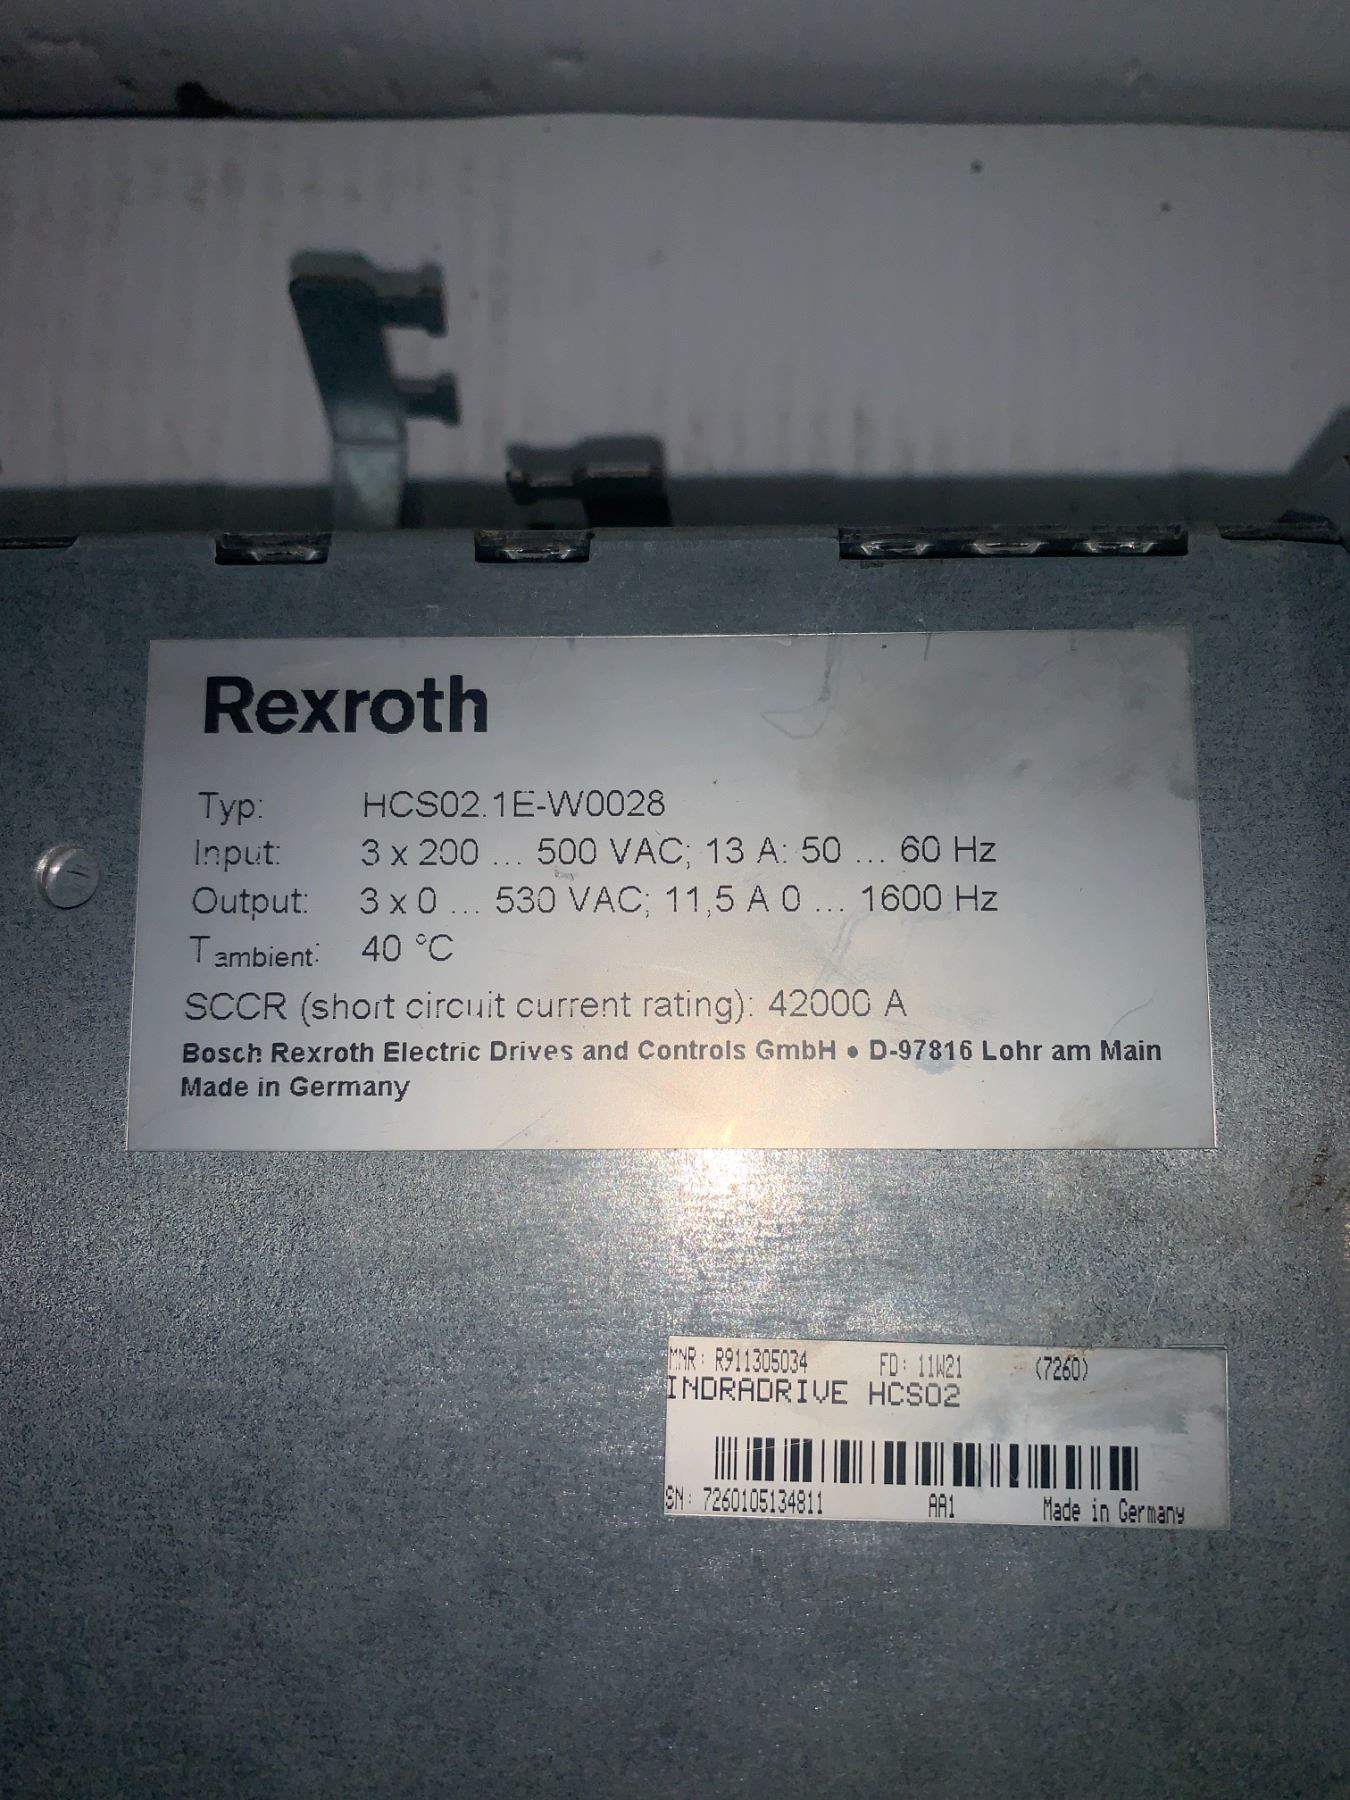 Rexroth
Typ: HCS02.1E-W0028
Input: 3 x 200 ... 500 VAC; 13 A: 50 ... 60 Hz
Output: 3 x 0 ... 530 VAC; 11,5 A 0 ... 1600 Hz
T ambient: 40 °C
SCCR (short circuit current rating): 42000 A
Bosch Rexroth Electric Drives and Controls GmbH • D-97816 Lohr am Main
Made in Germany
MNR: R911305034 FD: 11W21 (7260)
INDRADRIVE HCS02
SN: 7260105134811 AA1 Made in Germany